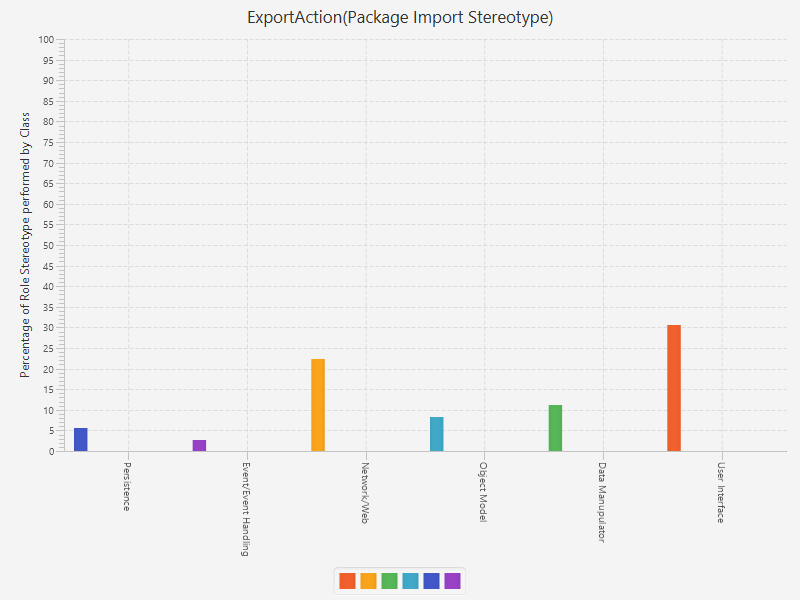 ExportAction(Package Import Stereotype)
Percentage of Role Stereotype performed by Class
100
95
90
85
80
75
70
65
60
55
50
45
40
35
30
25
20
15
10
5
0
Persistence
Event/Event Handling
Network/Web
Object Model
Data Manupulator
User Interface